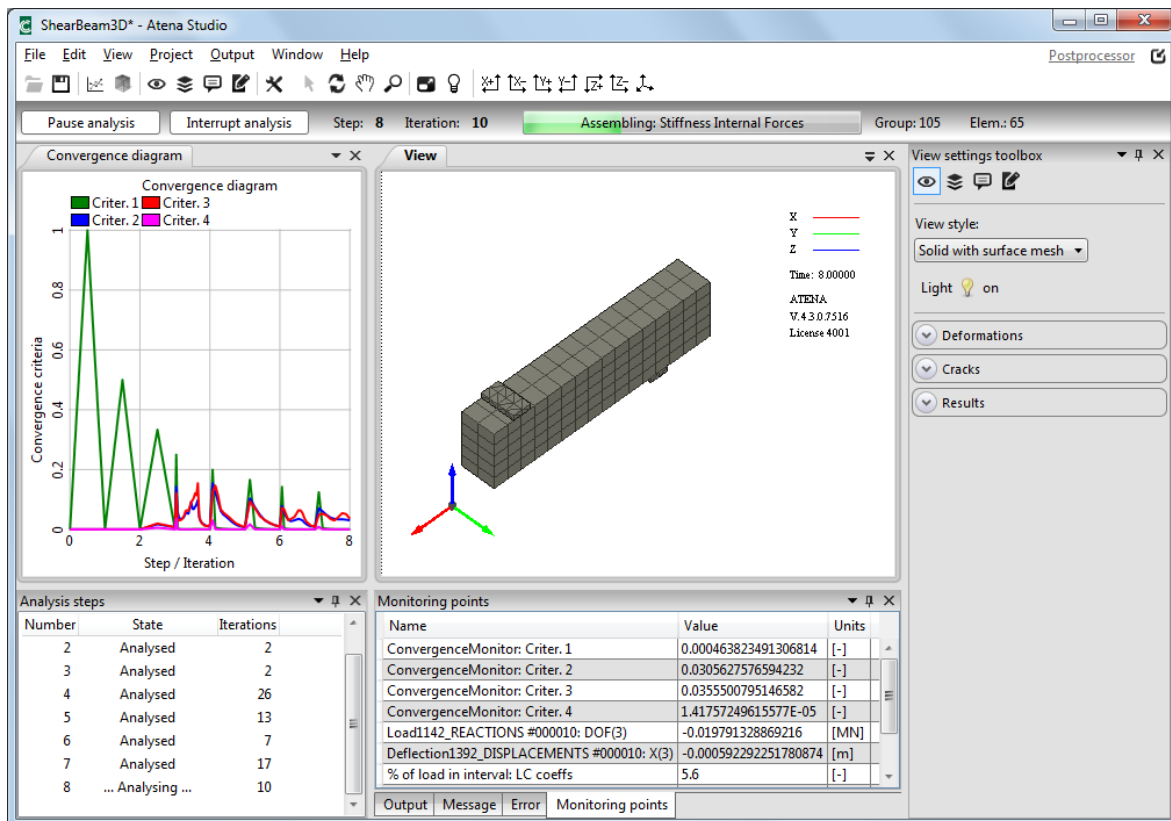 ShearBeam3D* - Atena Studio
File Edit View Project Output Window Help
Postprocessor
X+ X- Y+ Y- Z+ Z-
Pause analysis Interrupt analysis Step: 8 Iteration: 10 Assembling: Stiffness Internal Forces Group: 105 Elem.: 65
Convergence diagram
Convergence diagram
Criter. 1 Criter. 3
Criter. 2 Criter. 4
Convergence criteria
1
0.8
0.6
0.4
0.2
0
0 2 4 6 8
Step / Iteration
View
X
Y
Z
Time: 8.00000
ATENA
V.4.3.0.7516
License 4001
View settings toolbox
View style:
Solid with surface mesh
Light on
Deformations
Cracks
Results
Analysis steps
Number State Iterations
2 Analysed 2
3 Analysed 2
4 Analysed 26
5 Analysed 13
6 Analysed 7
7 Analysed 17
8 ... Analysing ... 10
Monitoring points
Name Value Units
ConvergenceMonitor: Criter. 1 0.000463823491306814 [-]
ConvergenceMonitor: Criter. 2 0.0305627576594232 [-]
ConvergenceMonitor: Criter. 3 0.0355500795146582 [-]
ConvergenceMonitor: Criter. 4 1.41757249615577E-05 [-]
Load1142_REACTIONS #000010: DOF(3) -0.019791328869216 [MN]
Deflection1392_DISPLACEMENTS #000010: X(3) -0.000592292251780874 [m]
% of load in interval: LC coeffs 5.6 [-]
Output Message Error Monitoring points